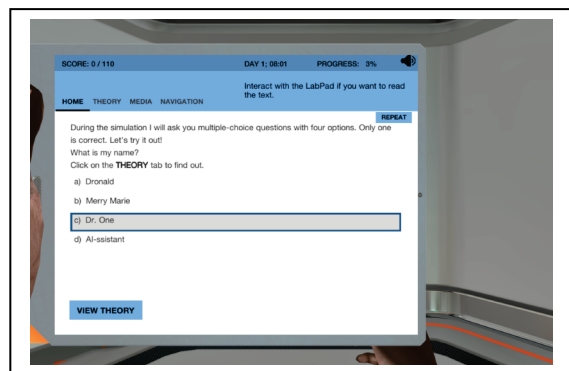 SCORE: 0 / 110 DAY 1; 08:01 PROGRESS: 3%
Interact with the LabPad if you want to read
the text.
HOME THEORY MEDIA NAVIGATION
REPEAT
During the simulation I will ask you multiple-choice questions with four options. Only one
is correct. Let's try it out!
What is my name?
Click on the THEORY tab to find out.
a) Dronald
b) Merry Marie
c) Dr. One
d) AI-ssistant
VIEW THEORY